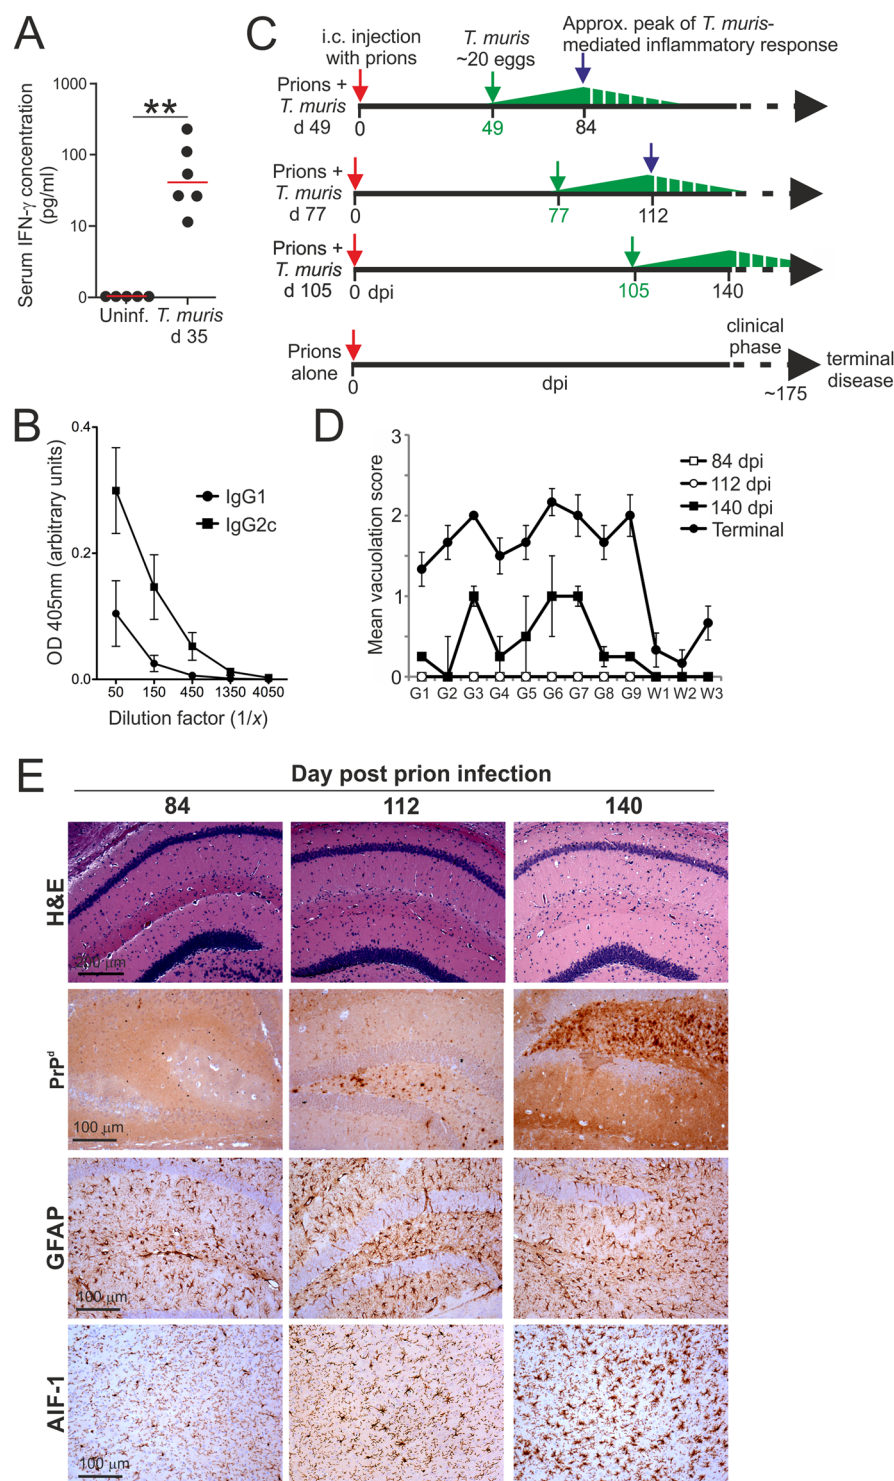 A
Serum IFN-γ concentration
(pg/ml)
1000
100
10
0
**
Uninf.
T. muris
d 35
C
i.c. injection
with prions
T. muris
~20 eggs
Approx. peak of T. muris-
mediated inflammatory response
Prions +
T. muris
d 49
0
49
84
Prions +
T. muris
d 77
0
77
112
Prions +
T. muris
d 105
0 dpi
105
140
Prions
alone
0
dpi
clinical
phase
~175
terminal
disease
B
OD 405nm (arbitrary units)
0.4
0.2
0.0
IgG1
IgG2c
50 150 450 1350 4050
Dilution factor (1/x)
D
Mean vacuolation score
3
2
1
0
84 dpi
112 dpi
140 dpi
Terminal
G1 G2 G3 G4 G5 G6 G7 G8 G9 W1 W2 W3
E
Day post prion infection
84 112 140
H&E
200 μm
PrPd
100 μm
GFAP
100 μm
AIF-1
100 μm